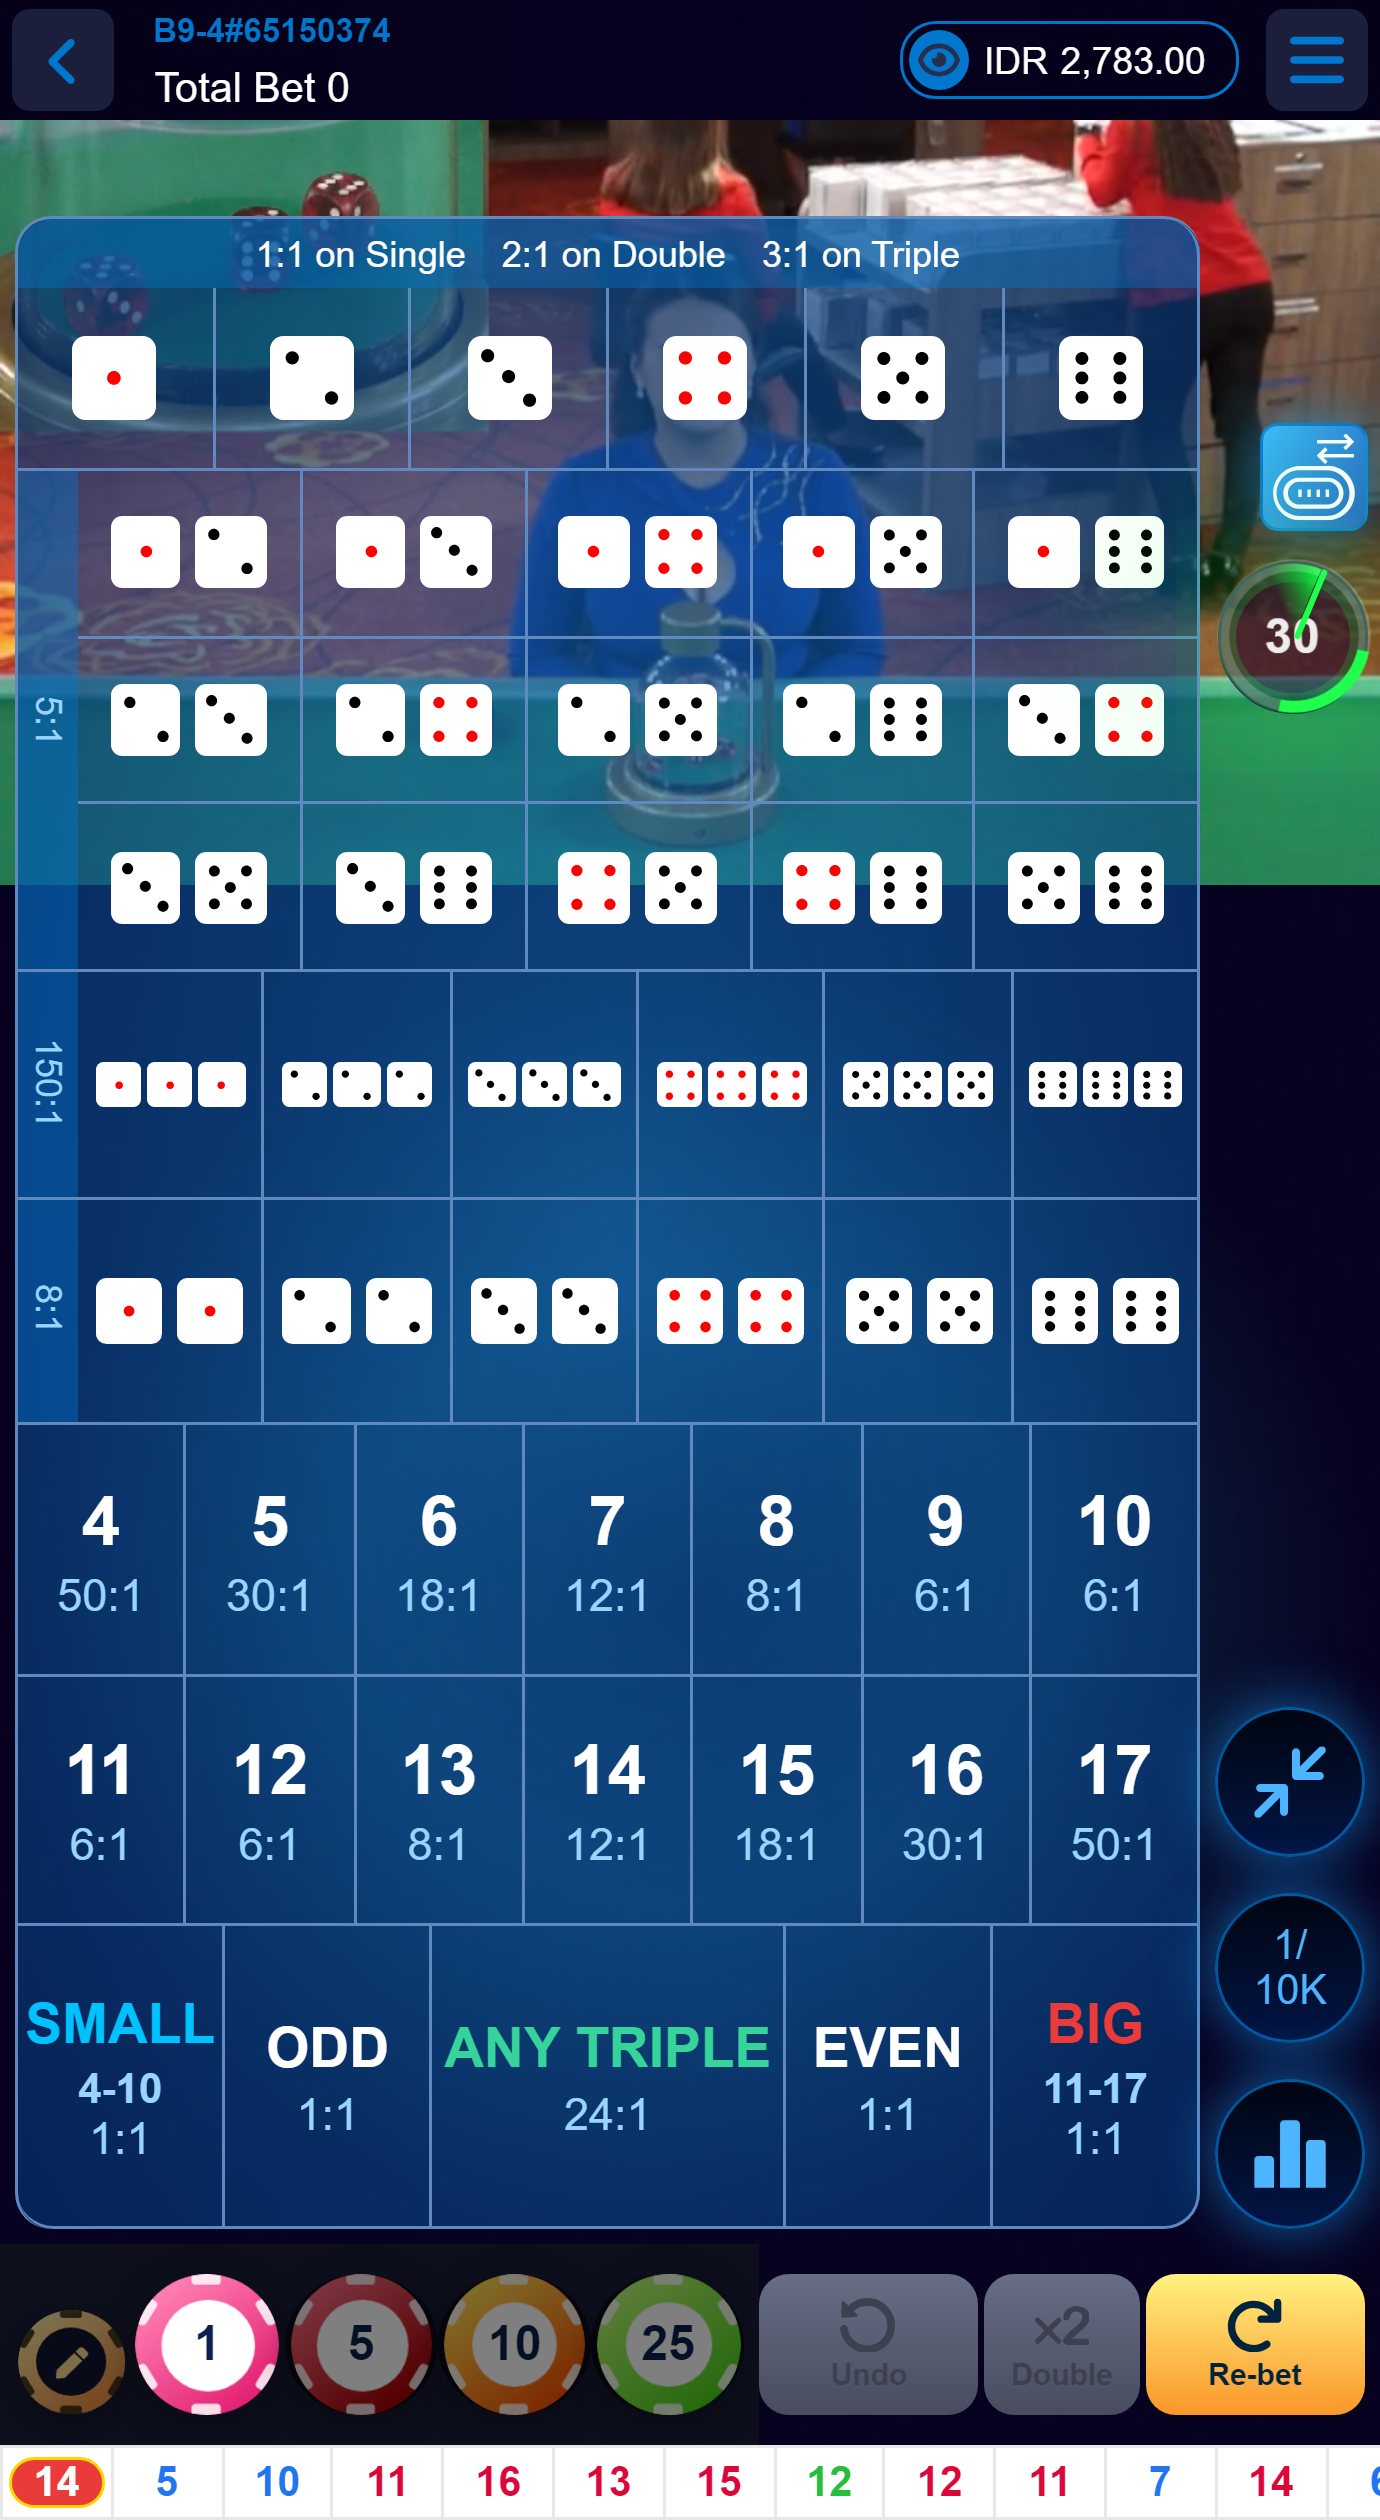 B9-4#65150374
Total Bet 0
IDR 2,783.00
1:1 on Single 2:1 on Double 3:1 on Triple
30
5:1
150:1
8:1
4 5 6 7 8 9 10
50:1 30:1 18:1 12:1 8:1 6:1 6:1
11 12 13 14 15 16 17
6:1 6:1 8:1 12:1 18:1 30:1 50:1
SMALL
4-10
1:1
ODD
1:1
ANY TRIPLE
24:1
EVEN
1:1
BIG
11-17
1:1
1/
10K
1 5 10 25
Undo
x2
Double
Re-bet
14 5 10 11 16 13 15 12 12 11 7 14